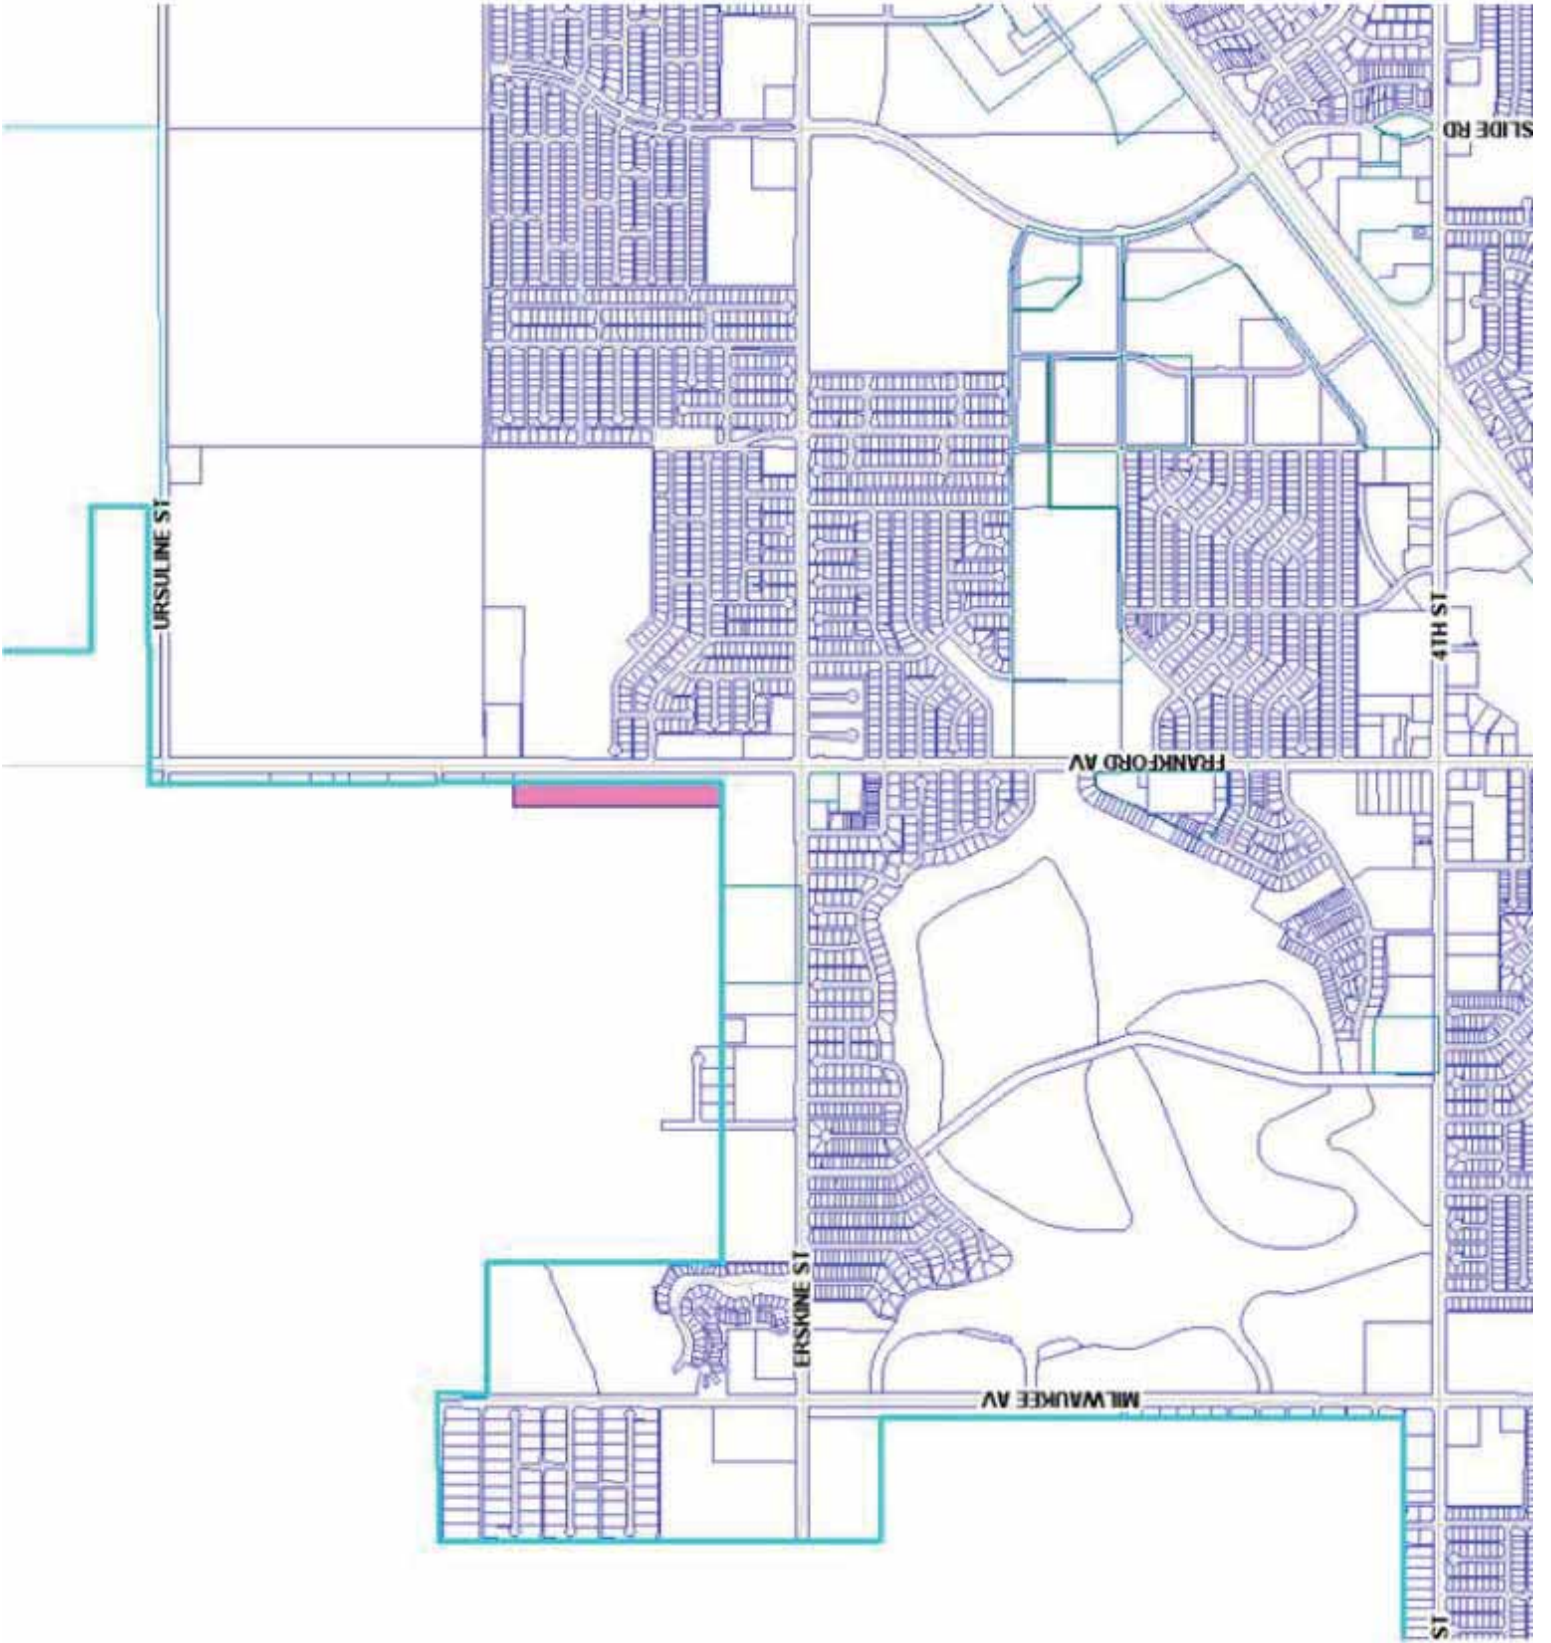 SLIDE RD
URSULINE ST
4TH ST
FRANKFORD AV
ERSKINE ST
MILWAUKEE AV
ST